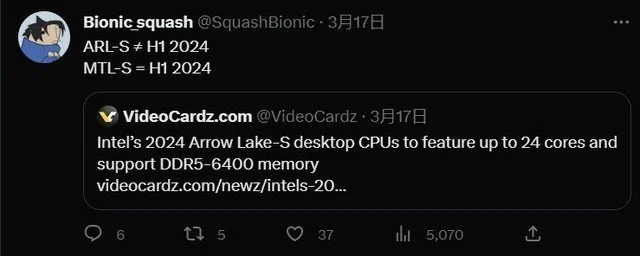 Bionic_squash @SquashBionic · 3月17日
ARL-S ≠ H1 2024
MTL-S = H1 2024
VideoCardz.com @VideoCardz · 3月17日
Intel's 2024 Arrow Lake-S desktop CPUs to feature up to 24 cores and
support DDR5-6400 memory
videocardz.com/newz/intels-20...
6 5 37 5,070